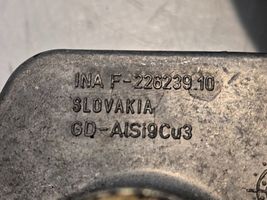 INA F-226239.10
SLOVAKIA
GD-AlSi9Cu3